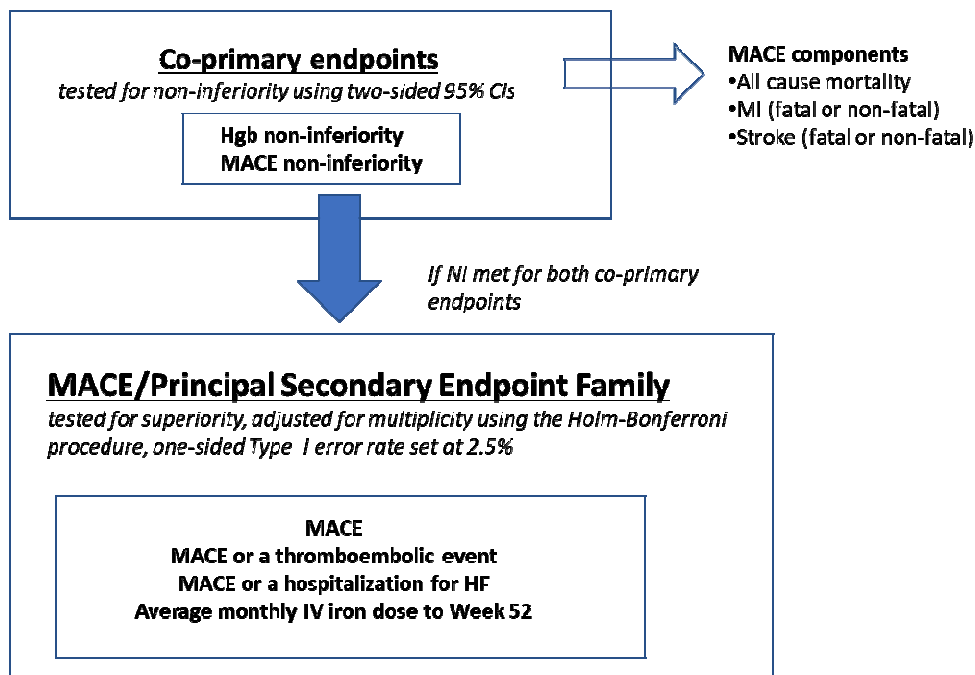 Co-primary endpoints
tested for non-inferiority using two-sided 95% CIs
Hgb non-inferiority
MACE non-inferiority
MACE components
•All cause mortality
•MI (fatal or non-fatal)
•Stroke (fatal or non-fatal)
If NI met for both co-primary
endpoints
MACE/Principal Secondary Endpoint Family
tested for superiority, adjusted for multiplicity using the Holm-Bonferroni
procedure, one-sided Type I error rate set at 2.5%
MACE
MACE or a thromboembolic event
MACE or a hospitalization for HF
Average monthly IV iron dose to Week 52